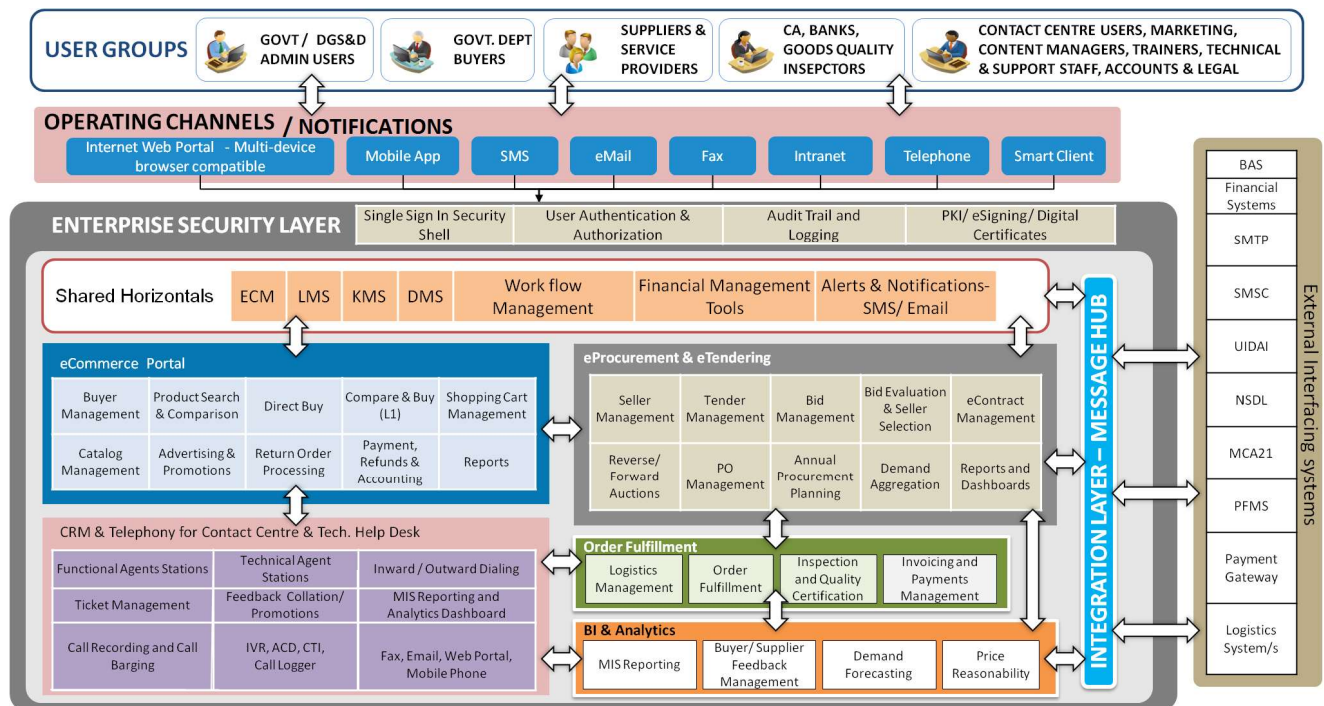 USER GROUPS
GOVT / DGS&D
ADMIN USERS
GOVT. DEPT
BUYERS
SUPPLIERS &
SERVICE
PROVIDERS
CA, BANKS,
GOODS QUALITY
INSEPCTORS
CONTACT CENTRE USERS, MARKETING,
CONTENT MANAGERS, TRAINERS, TECHNICAL
& SUPPORT STAFF, ACCOUNTS & LEGAL
OPERATING CHANNELS / NOTIFICATIONS
Internet Web Portal - Multi-device
browser compatible
Mobile App
SMS
eMail
Fax
Intranet
Telephone
Smart Client
ENTERPRISE SECURITY LAYER
Single Sign In Security
Shell
User Authentication &
Authorization
Audit Trail and
Logging
PKI/ eSigning/ Digital
Certificates
Shared Horizontals
ECM
LMS
KMS
DMS
Work flow
Management
Financial Management
Tools
Alerts & Notifications-
SMS/ Email
eCommerce Portal
Buyer
Management
Product Search
& Comparison
Direct Buy
Compare & Buy
(L1)
Shopping Cart
Management
Catalog
Management
Advertising &
Promotions
Return Order
Processing
Payment,
Refunds &
Accounting
Reports
eProcurement & eTendering
Seller
Management
Tender
Management
Bid
Management
Bid Evaluation
& Seller
Selection
eContract
Management
Reverse/
Forward
Auctions
PO
Management
Annual
Procurement
Planning
Demand
Aggregation
Reports and
Dashboards
CRM & Telephony for Contact Centre & Tech. Help Desk
Functional Agents Stations
Technical Agent
Stations
Inward / Outward Dialing
Ticket Management
Feedback Collation/
Promotions
MIS Reporting and
Analytics Dashboard
Call Recording and Call
Barging
IVR, ACD, CTI,
Call Logger
Fax, Email, Web Portal,
Mobile Phone
Order Fulfillment
Logistics
Management
Order
Fulfillment
Inspection
and Quality
Certification
Invoicing and
Payments
Management
BI & Analytics
MIS Reporting
Buyer/ Supplier
Feedback
Management
Demand
Forecasting
Price
Reasonability
INTEGRATION LAYER – MESSAGE HUB
BAS
Financial
Systems
SMTP
SMSC
UIDAI
NSDL
MCA21
PFMS
Payment
Gateway
Logistics
System/s
External Interfacing systems